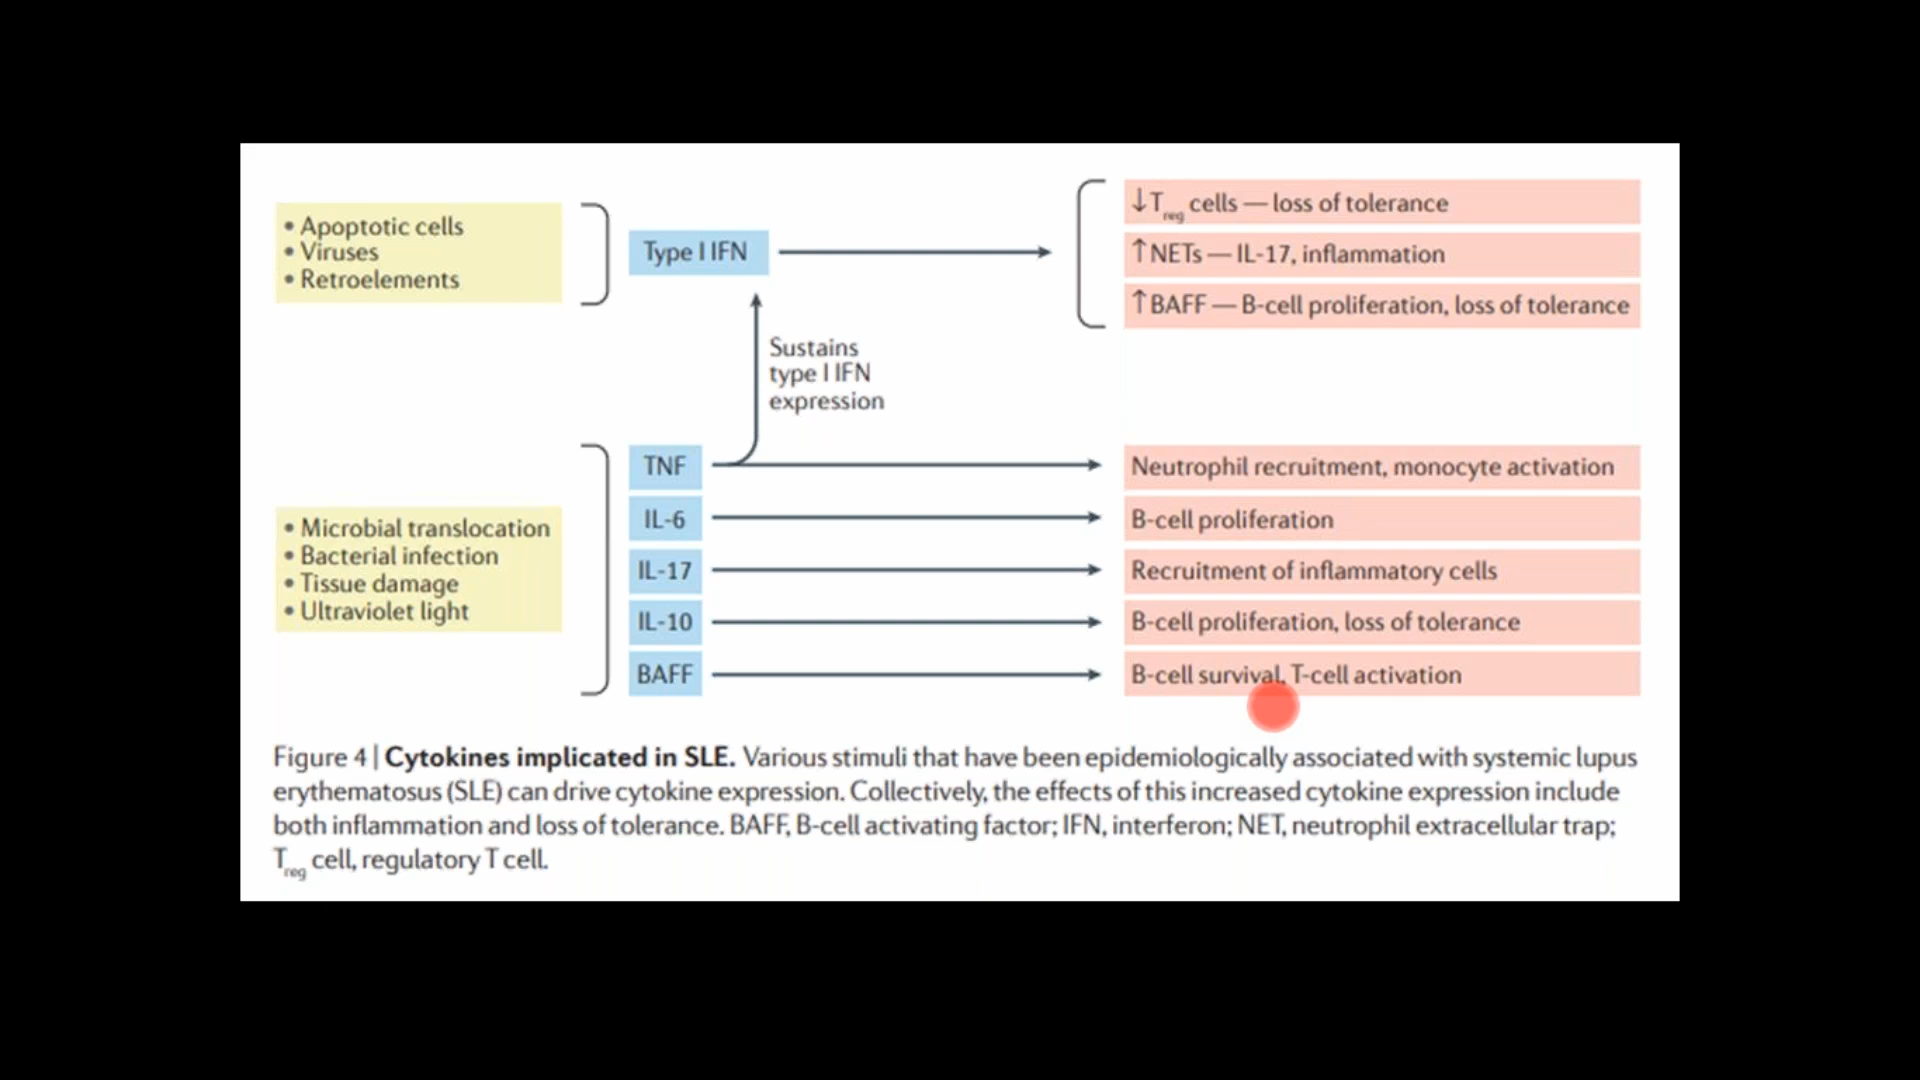 • Apoptotic cells
• Viruses
• Retroelements
Type I IFN
↓Treg cells — loss of tolerance
↑NETs — IL-17, inflammation
↑BAFF — B-cell proliferation, loss of tolerance
Sustains
type I IFN
expression
• Microbial translocation
• Bacterial infection
• Tissue damage
• Ultraviolet light
TNF
Neutrophil recruitment, monocyte activation
IL-6
B-cell proliferation
IL-17
Recruitment of inflammatory cells
IL-10
B-cell proliferation, loss of tolerance
BAFF
B-cell survival, T-cell activation
Figure 4 | Cytokines implicated in SLE. Various stimuli that have been epidemiologically associated with systemic lupus
erythematosus (SLE) can drive cytokine expression. Collectively, the effects of this increased cytokine expression include
both inflammation and loss of tolerance. BAFF, B-cell activating factor; IFN, interferon; NET, neutrophil extracellular trap;
Treg cell, regulatory T cell.